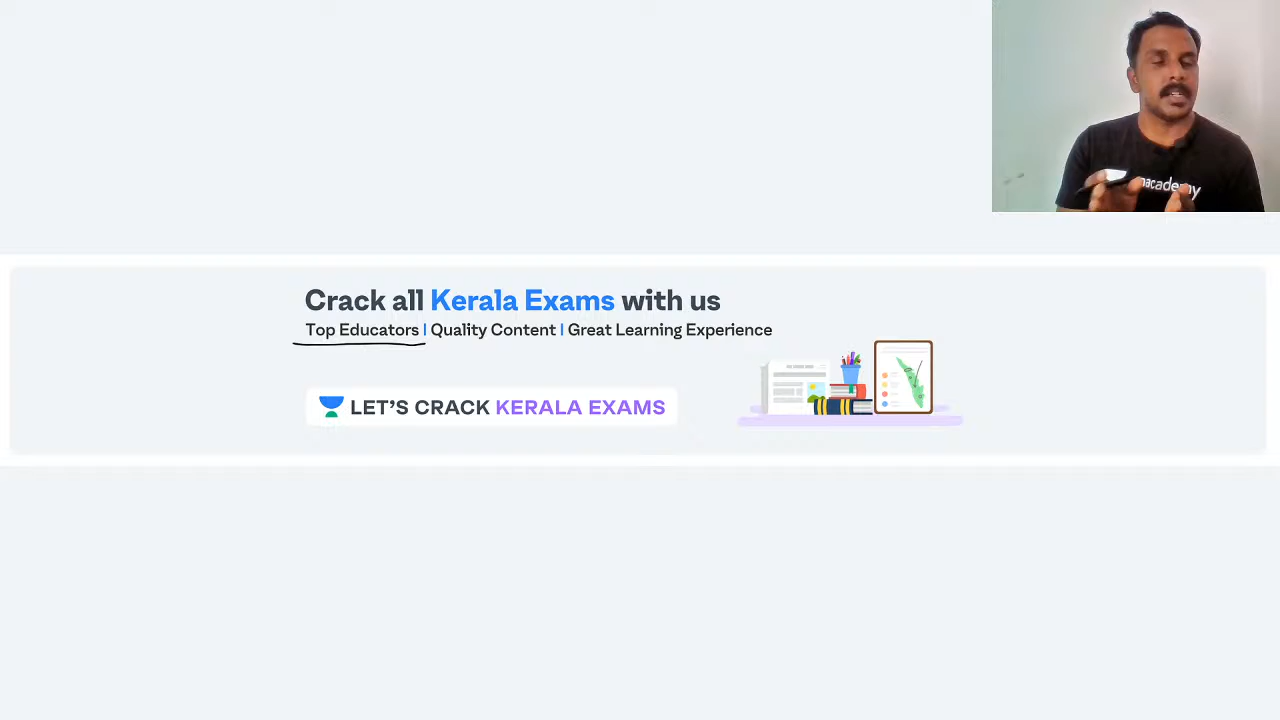 Crack all Kerala Exams with us
Top Educators | Quality Content | Great Learning Experience
LET'S CRACK KERALA EXAMS